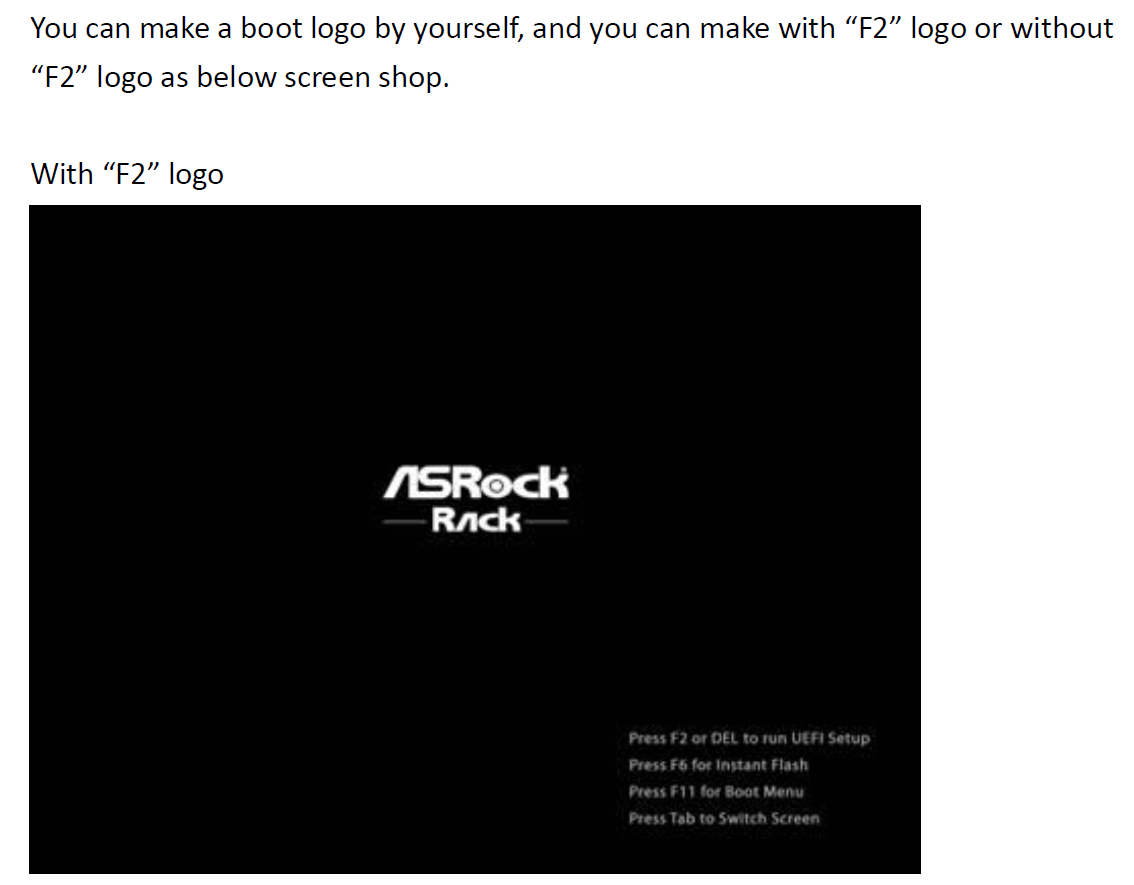 You can make a boot logo by yourself, and you can make with “F2” logo or without
“F2” logo as below screen shop.
With “F2” logo
ASRock
Rack
Press F2 or DEL to run UEFI Setup
Press F6 for Instant Flash
Press F11 for Boot Menu
Press Tab to Switch Screen